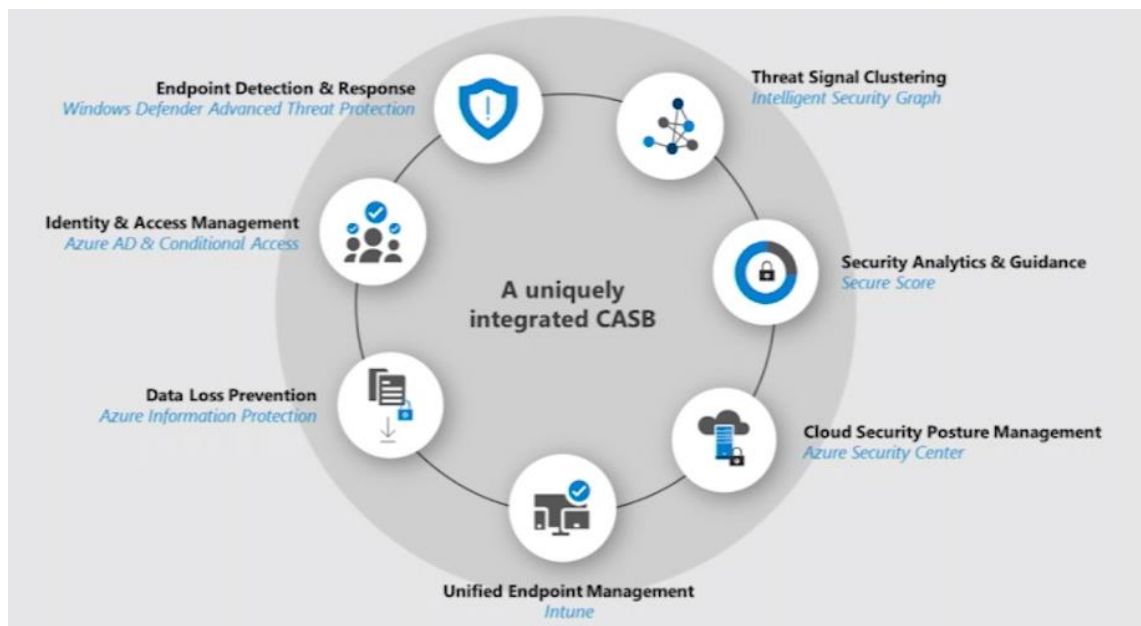 Endpoint Detection & Response
Windows Defender Advanced Threat Protection
Threat Signal Clustering
Intelligent Security Graph
Identity & Access Management
Azure AD & Conditional Access
Security Analytics & Guidance
Secure Score
A uniquely
integrated CASB
Data Loss Prevention
Azure Information Protection
Cloud Security Posture Management
Azure Security Center
Unified Endpoint Management
Intune